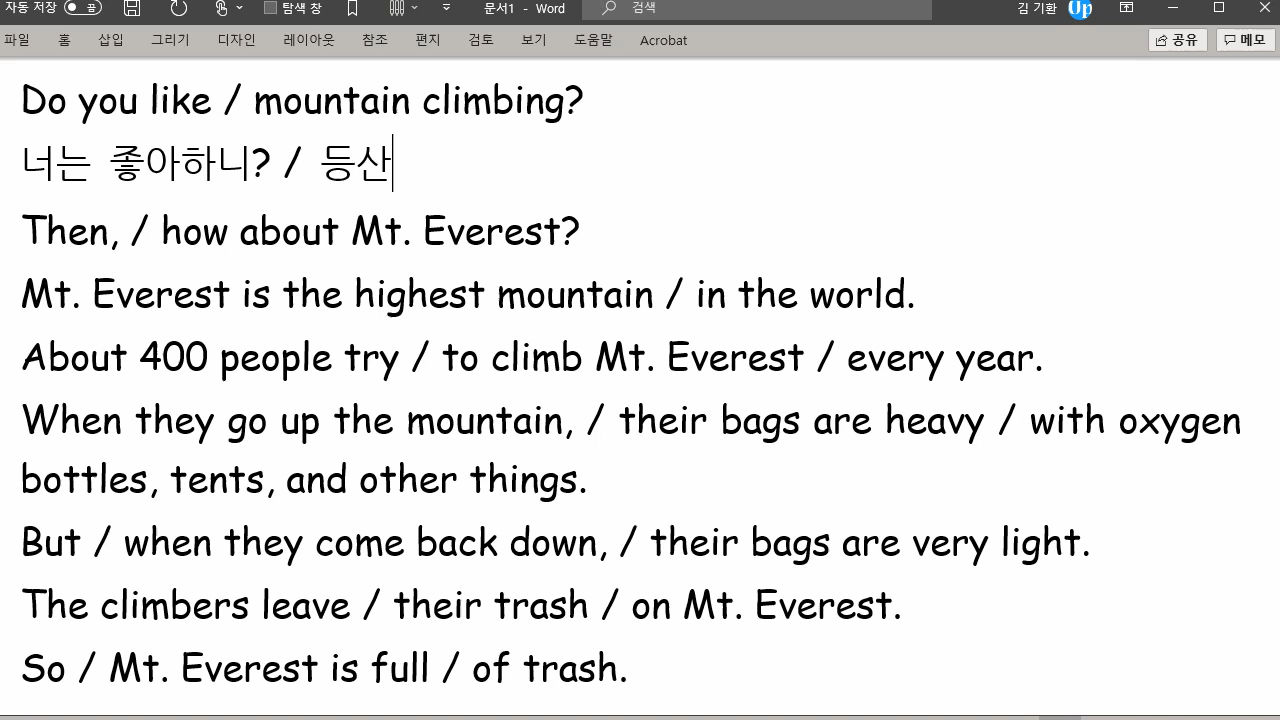 자동 저장 끔 탐색 창 문서1 - Word 검색 김 기환 Up
파일 홈 삽입 그리기 디자인 레이아웃 참조 편지 검토 보기 도움말 Acrobat 공유 메모
Do you like / mountain climbing?
너는 좋아하니? / 등산
Then, / how about Mt. Everest?
Mt. Everest is the highest mountain / in the world.
About 400 people try / to climb Mt. Everest / every year.
When they go up the mountain, / their bags are heavy / with oxygen
bottles, tents, and other things.
But / when they come back down, / their bags are very light.
The climbers leave / their trash / on Mt. Everest.
So / Mt. Everest is full / of trash.